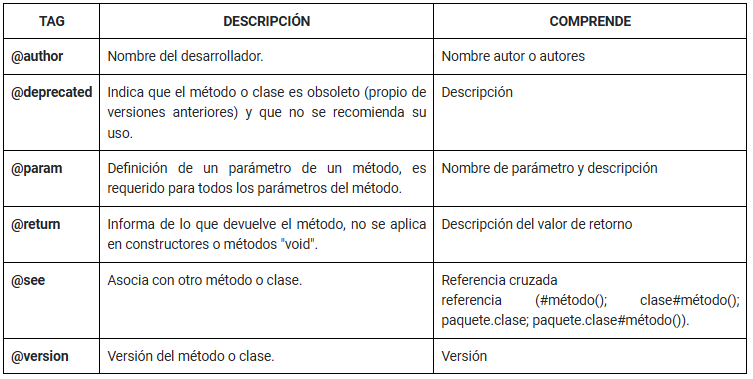 TAG DESCRIPCIÓN COMPRENDE
@author Nombre del desarrollador. Nombre autor o autores
@deprecated Indica que el método o clase es obsoleto (propio de Descripción
versiones anteriores) y que no se recomienda su
uso.
@param Definición de un parámetro de un método, es Nombre de parámetro y descripción
requerido para todos los parámetros del método.
@return Informa de lo que devuelve el método, no se aplica Descripción del valor de retorno
en constructores o métodos "void".
@see Asocia con otro método o clase. Referencia cruzada
referencia (#método(); clase#método();
paquete.clase; paquete.clase#método()).
@version Versión del método o clase. Versión